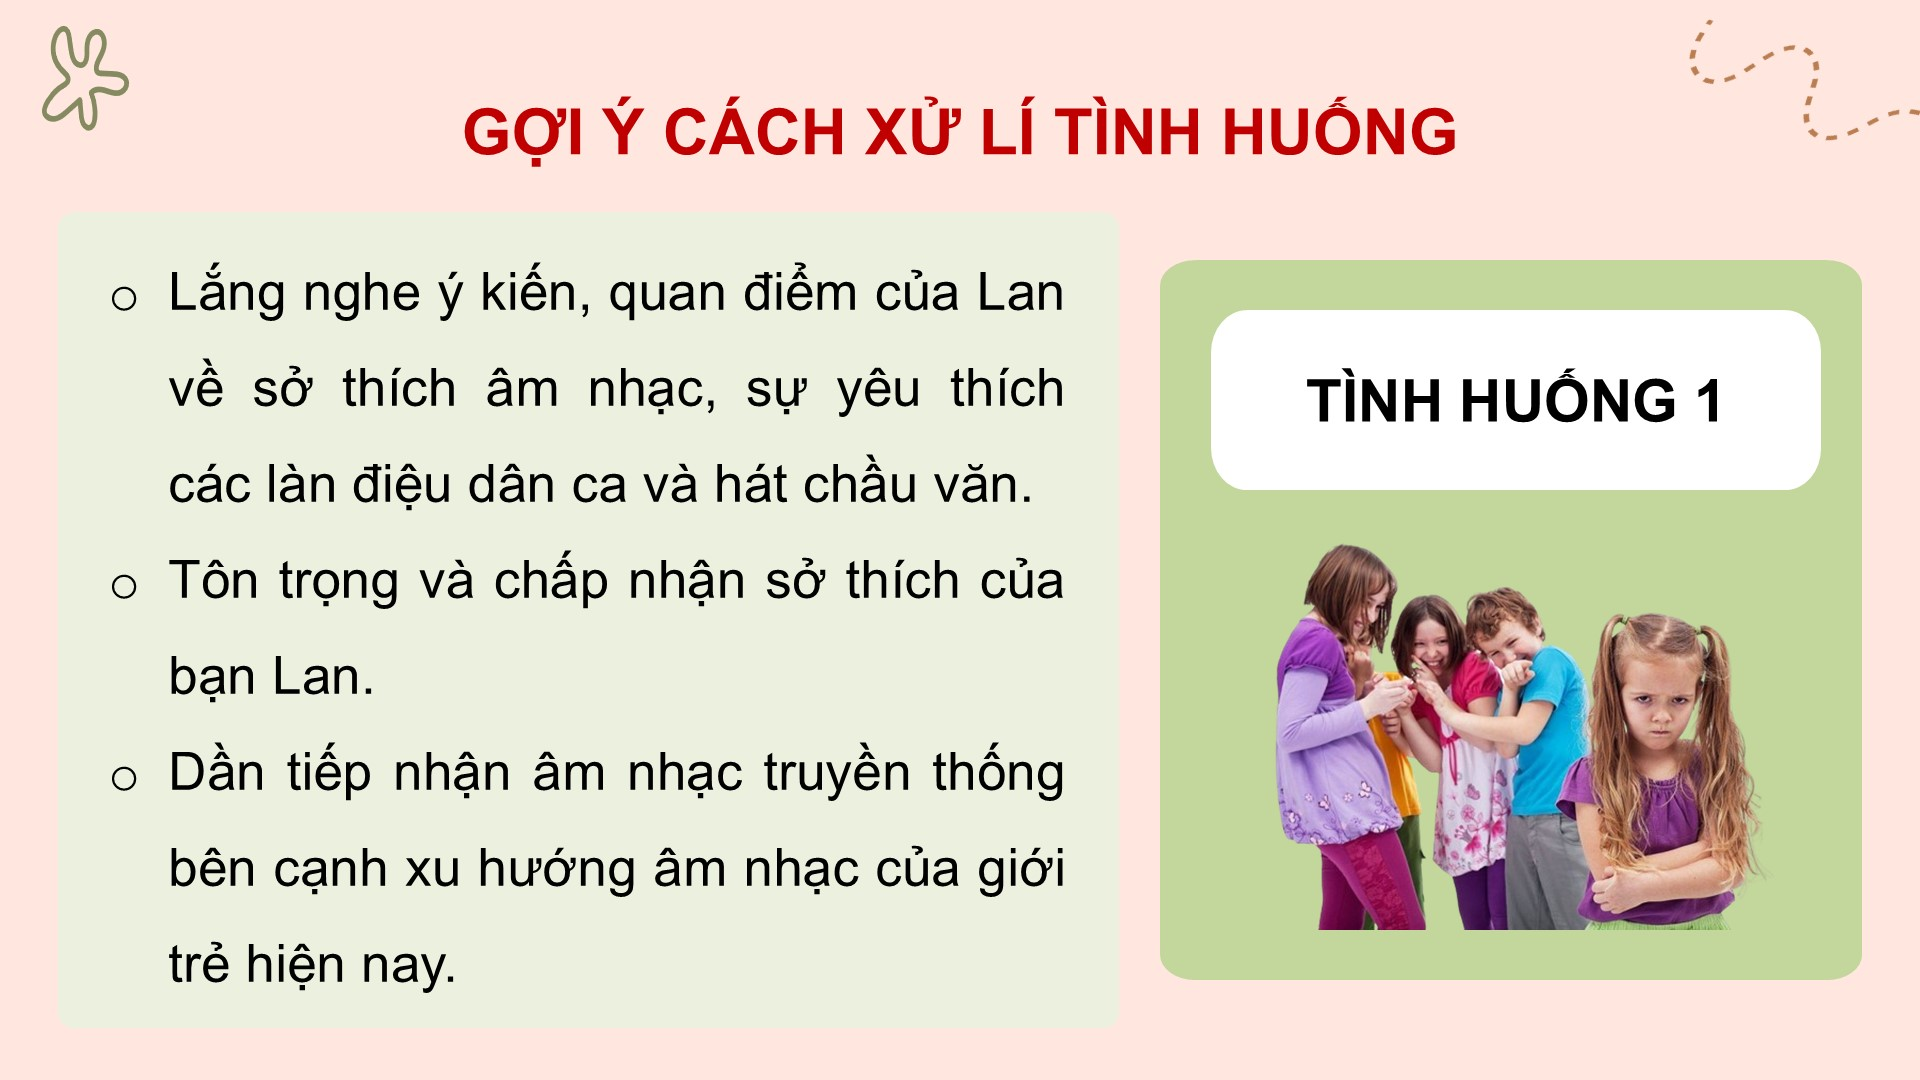 GỢI Ý CÁCH XỬ LÍ TÌNH HUỐNG
o Lắng nghe ý kiến, quan điểm của Lan
về sở thích âm nhạc, sự yêu thích
các làn điệu dân ca và hát chầu văn.
o Tôn trọng và chấp nhận sở thích của
bạn Lan.
o Dần tiếp nhận âm nhạc truyền thống
bên cạnh xu hướng âm nhạc của giới
trẻ hiện nay.
TÌNH HUỐNG 1